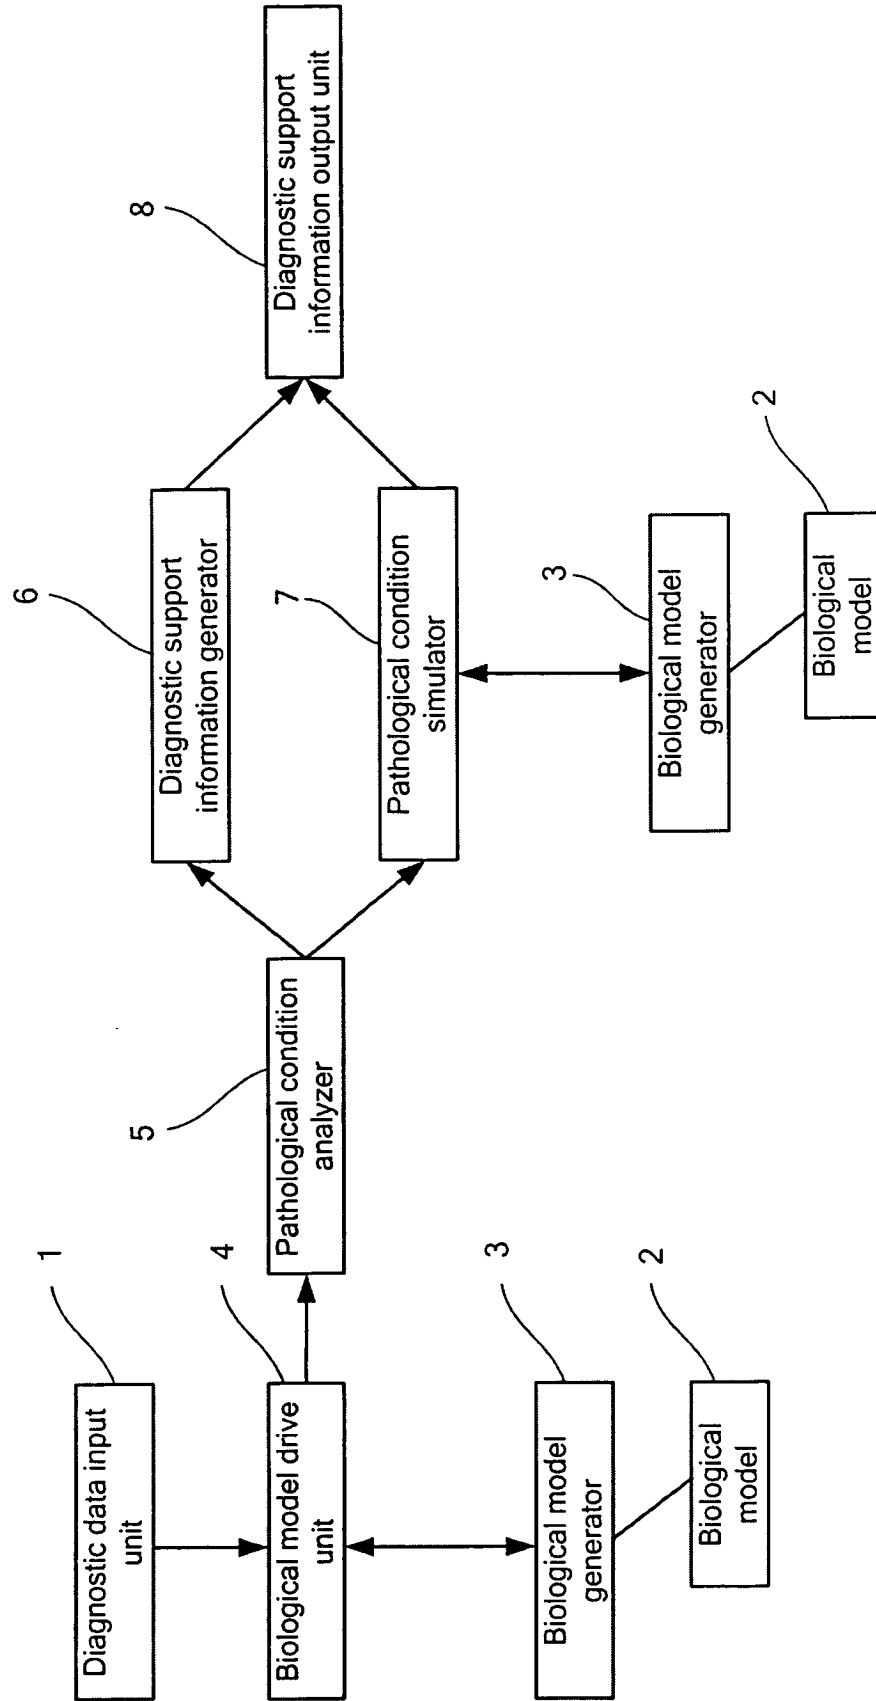 1
Diagnostic data input
unit
4
Biological model drive
unit
3
Biological model
generator
2
Biological
model
5
Pathological condition
analyzer
6
Diagnostic support
information generator
7
Pathological condition
simulator
3
Biological model
generator
2
Biological
model
8
Diagnostic support
information output unit